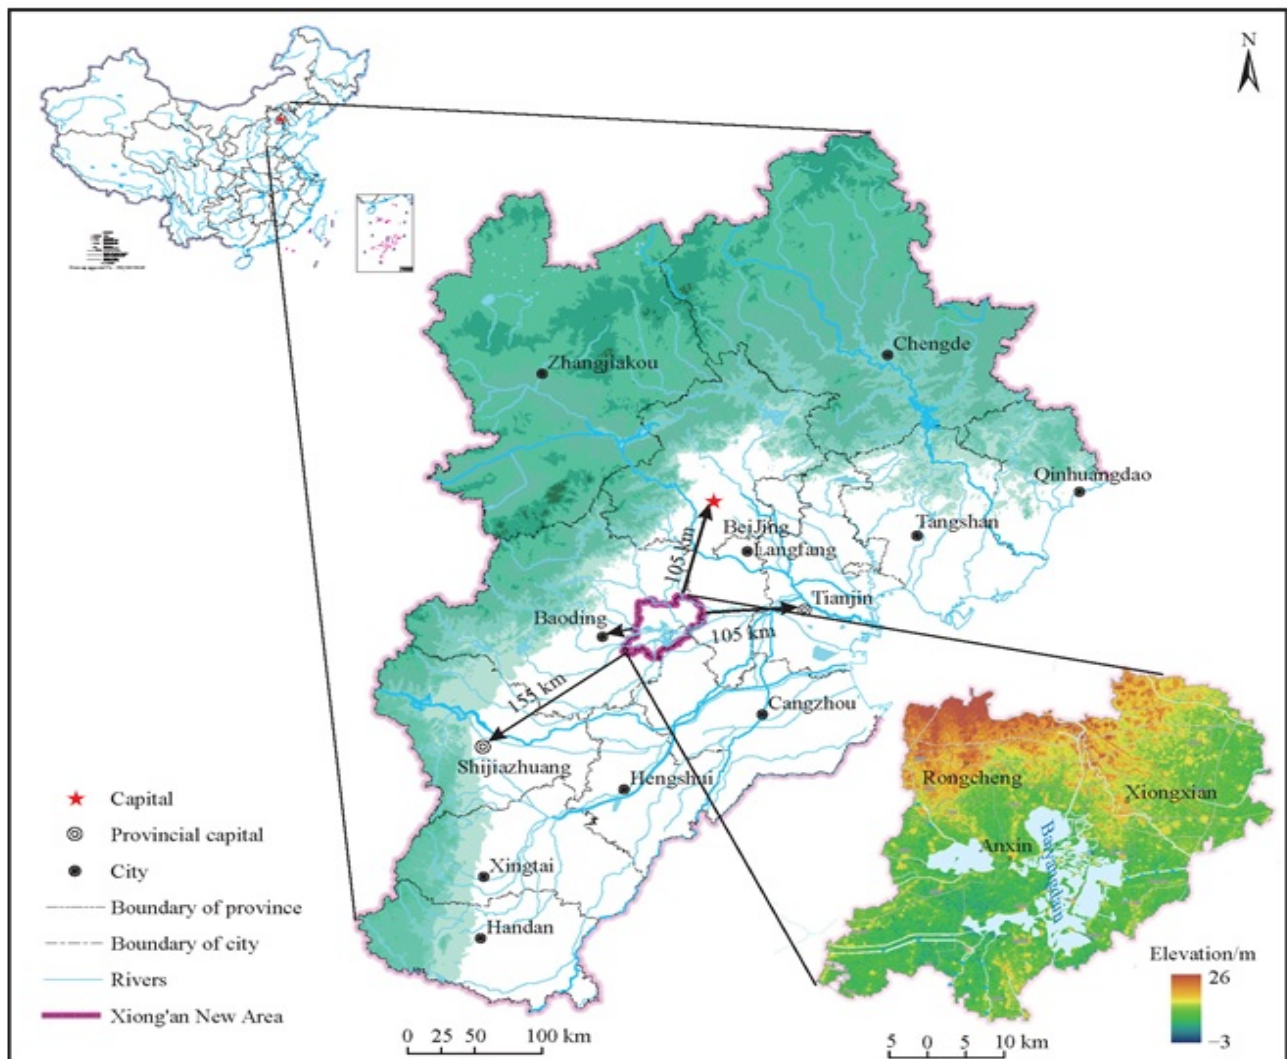 N
Chengde
Zhangjiakou
Qinhuangdao
Tangshan
BeiJing
Langfang
105 km
Tianjin
Baoding
105 km
155 km
Cangzhou
Shijiazhuang
Hengshui
Xingtai
Handan
Rongcheng
Xiongxian
Anxin
Baiyangdian
Capital
Provincial capital
City
Boundary of province
Boundary of city
Rivers
Xiong'an New Area
0 25 50 100 km
Elevation/m
26
−3
5 0 5 10 km